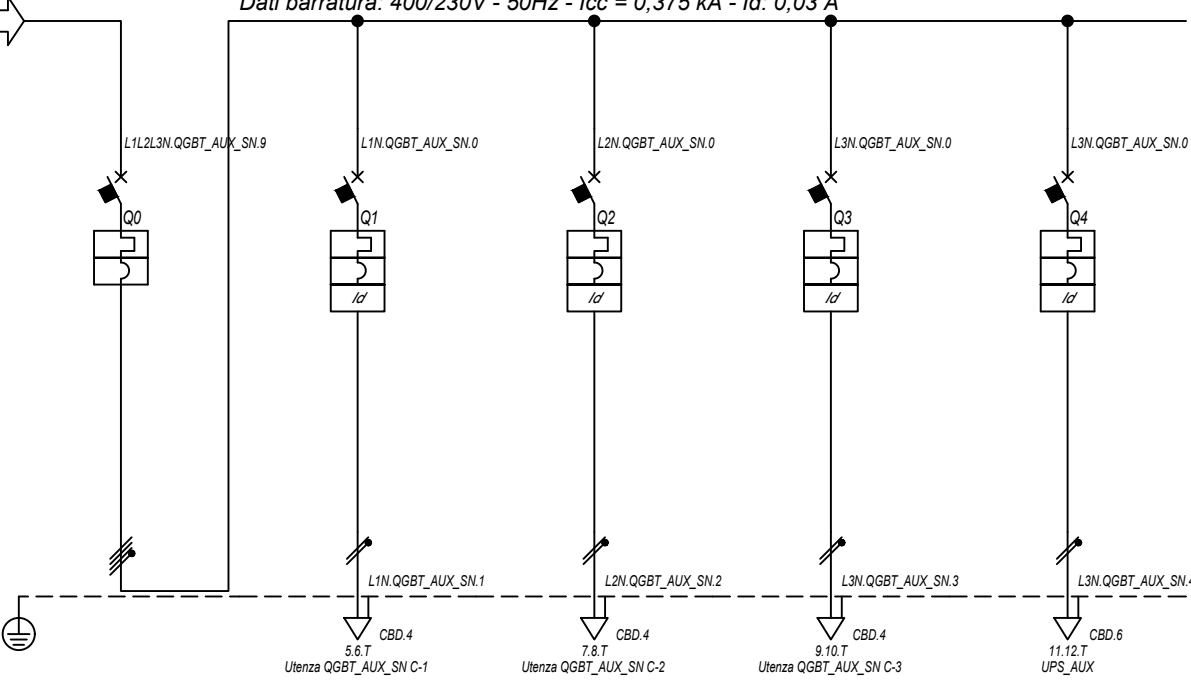 Dati barratura: 400/230V - 50Hz - Icc = 0,375 kA - Id: 0,03 A
L1L2L3N.QGBT_AUX_SN.9
L1N.QGBT_AUX_SN.0
L2N.QGBT_AUX_SN.0
L3N.QGBT_AUX_SN.0
L3N.QGBT_AUX_SN.0
Q0
Q1
Q2
Q3
Q4
Id
Id
Id
Id
L1N.QGBT_AUX_SN.1
L2N.QGBT_AUX_SN.2
L3N.QGBT_AUX_SN.3
L3N.QGBT_AUX_SN.4
CBD.4
CBD.4
CBD.4
CBD.6
5.6.T
7.8.T
9.10.T
11.12.T
Utenza QGBT_AUX_SN C-1
Utenza QGBT_AUX_SN C-2
Utenza QGBT_AUX_SN C-3
UPS_AUX